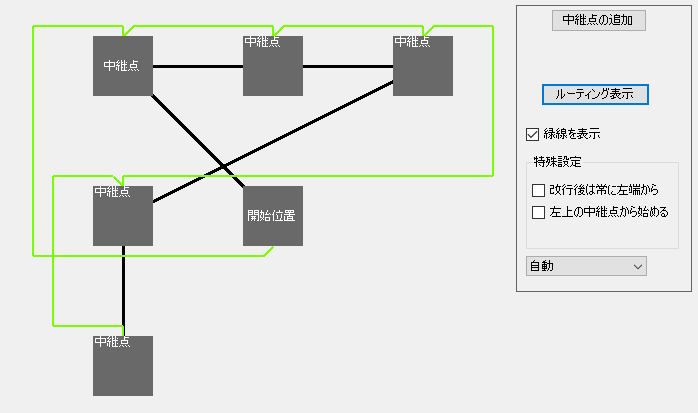 中継点
中継点
中継点
中継点
開始位置
中継点
中継点の追加
ルーティング表示
緑線を表示
特殊設定
改行後は常に左端から
左上の中継点から始める
自動